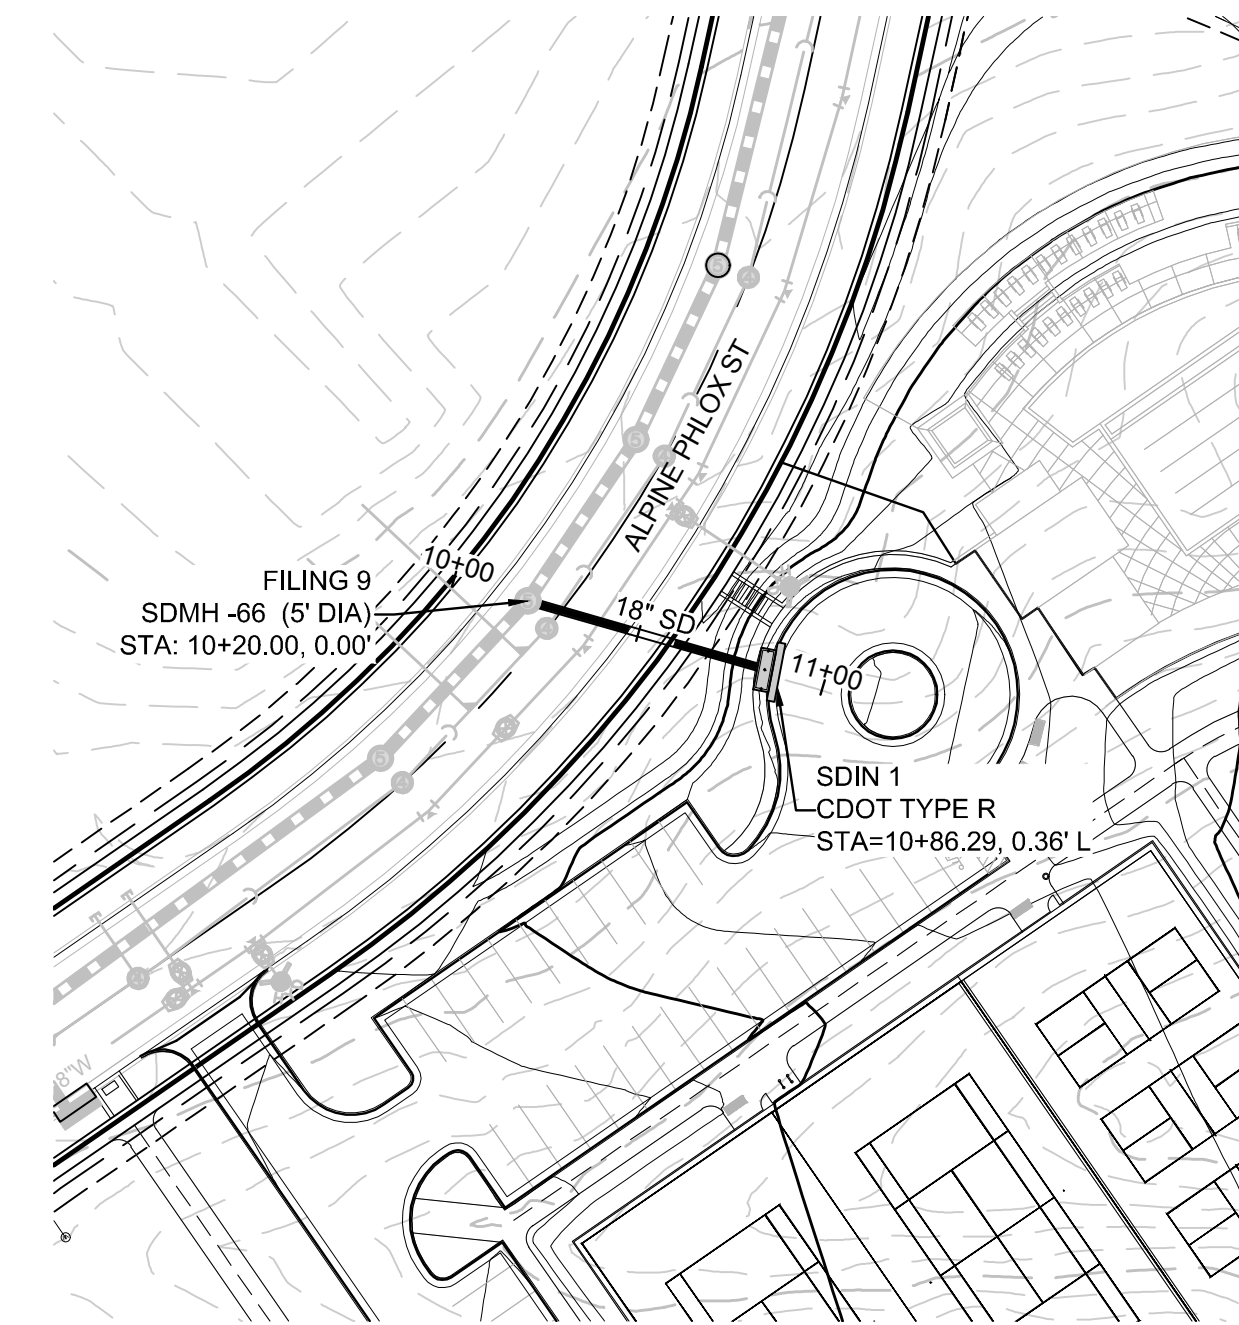 ALPINE PHLOX ST
10+00
FILING 9
SDMH -66 (5' DIA)
STA: 10+20.00, 0.00'
18" SD
11+00
SDIN 1
CDOT TYPE R
STA=10+86.29, 0.36' L
8"W